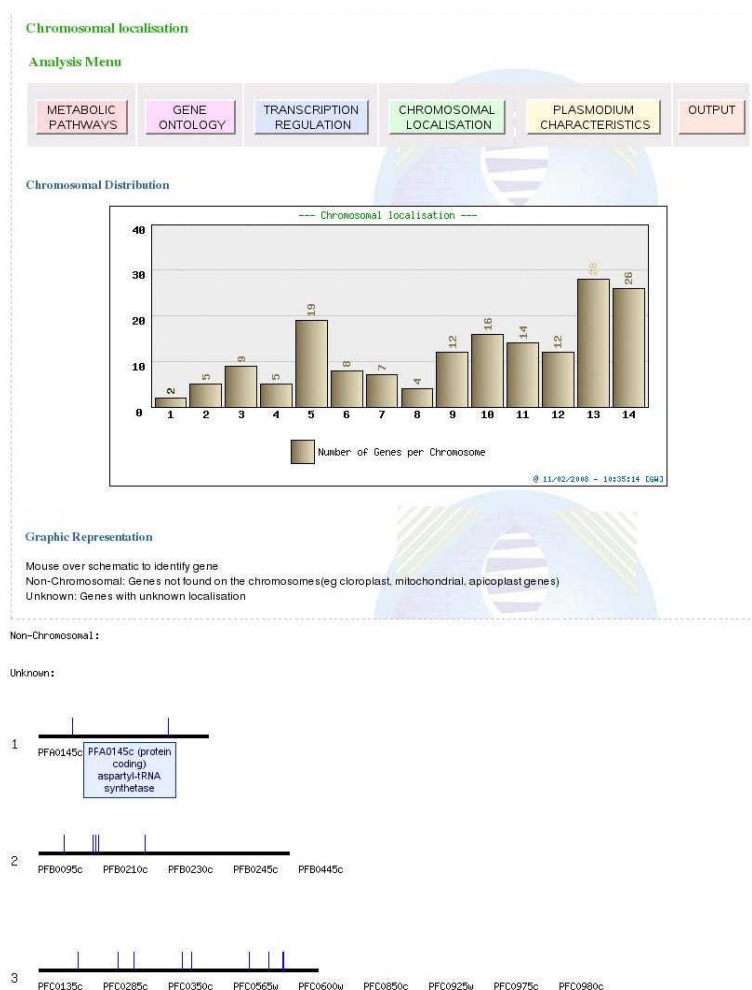 Chromosomal localisation
Analysis Menu
METABOLIC PATHWAYS
GENE ONTOLOGY
TRANSCRIPTION REGULATION
CHROMOSOMAL LOCALISATION
PLASMODIUM CHARACTERISTICS
OUTPUT
Chromosomal Distribution
--- Chromosomal localisation ---
40
30
20
10
0
2 5 9 5 19 8 7 4 12 16 14 12 28 26
1 2 3 4 5 6 7 8 9 10 11 12 13 14
Number of Genes per Chromosome
@ 11/02/2008 - 10:35:14 [GW]
Graphic Representation
Mouse over schematic to identify gene
Non-Chromosomal: Genes not found on the chromosomes(eg cloroplast, mitochondrial, apicoplast genes)
Unknown: Genes with unknown localisation
Non-Chromosomal:
Unknown:
1
PFA0145c
PFA0145c (protein
coding)
aspartyl-tRNA
synthetase
2
PFB0095c PFB0210c PFB0230c PFB0245c PFB0445c
3
PFC0135c PFC0285c PFC0350c PFC0565w PFC0600w PFC0850c PFC0925w PFC0975c PFC0980c